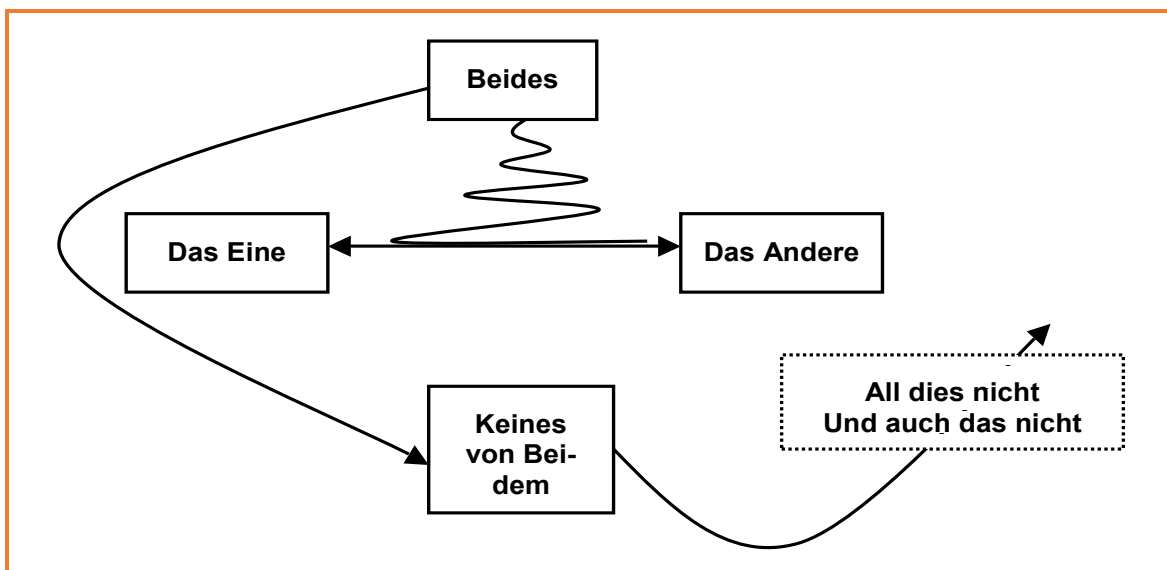 Beides
Das Eine
Das Andere
Keines
von Bei-
dem
All dies nicht
Und auch das nicht